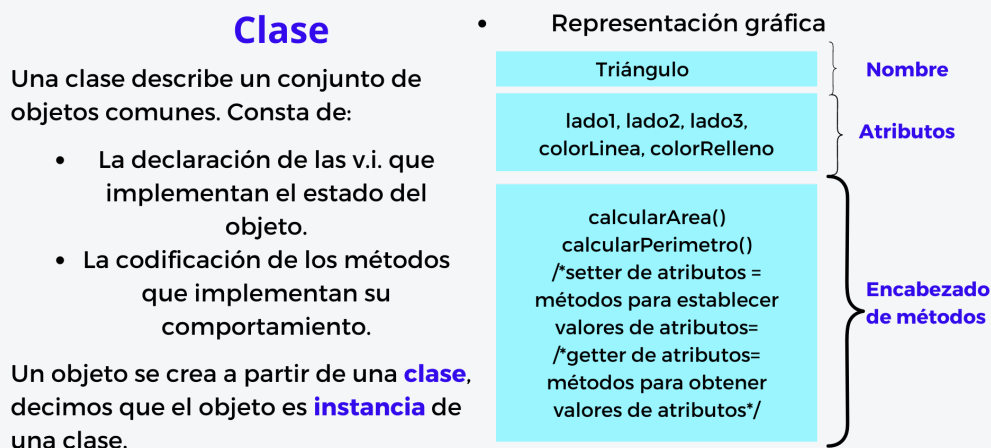 Clase
Una clase describe un conjunto de
objetos comunes. Consta de:
• La declaración de las v.i. que
implementan el estado del
objeto.
• La codificación de los métodos
que implementan su
comportamiento.
Un objeto se crea a partir de una clase,
decimos que el objeto es instancia de
una clase.
• Representación gráfica
Triángulo
Nombre
lado1, lado2, lado3,
colorLinea, colorRelleno
Atributos
calcularArea()
calcularPerimetro()
/*setter de atributos =
métodos para establecer
valores de atributos=
/*getter de atributos=
métodos para obtener
valores de atributos*/
Encabezado
de métodos